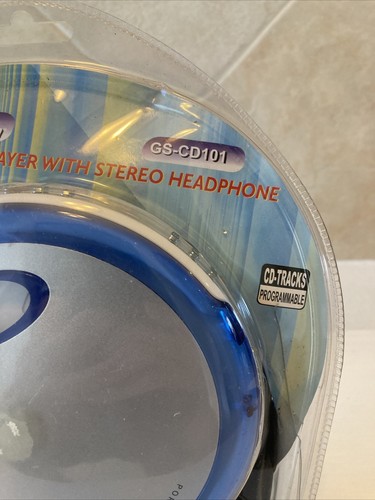 GS-CD101
AYER WITH STEREO HEADPHONE
CD-TRACKS
PROGRAMMABLE